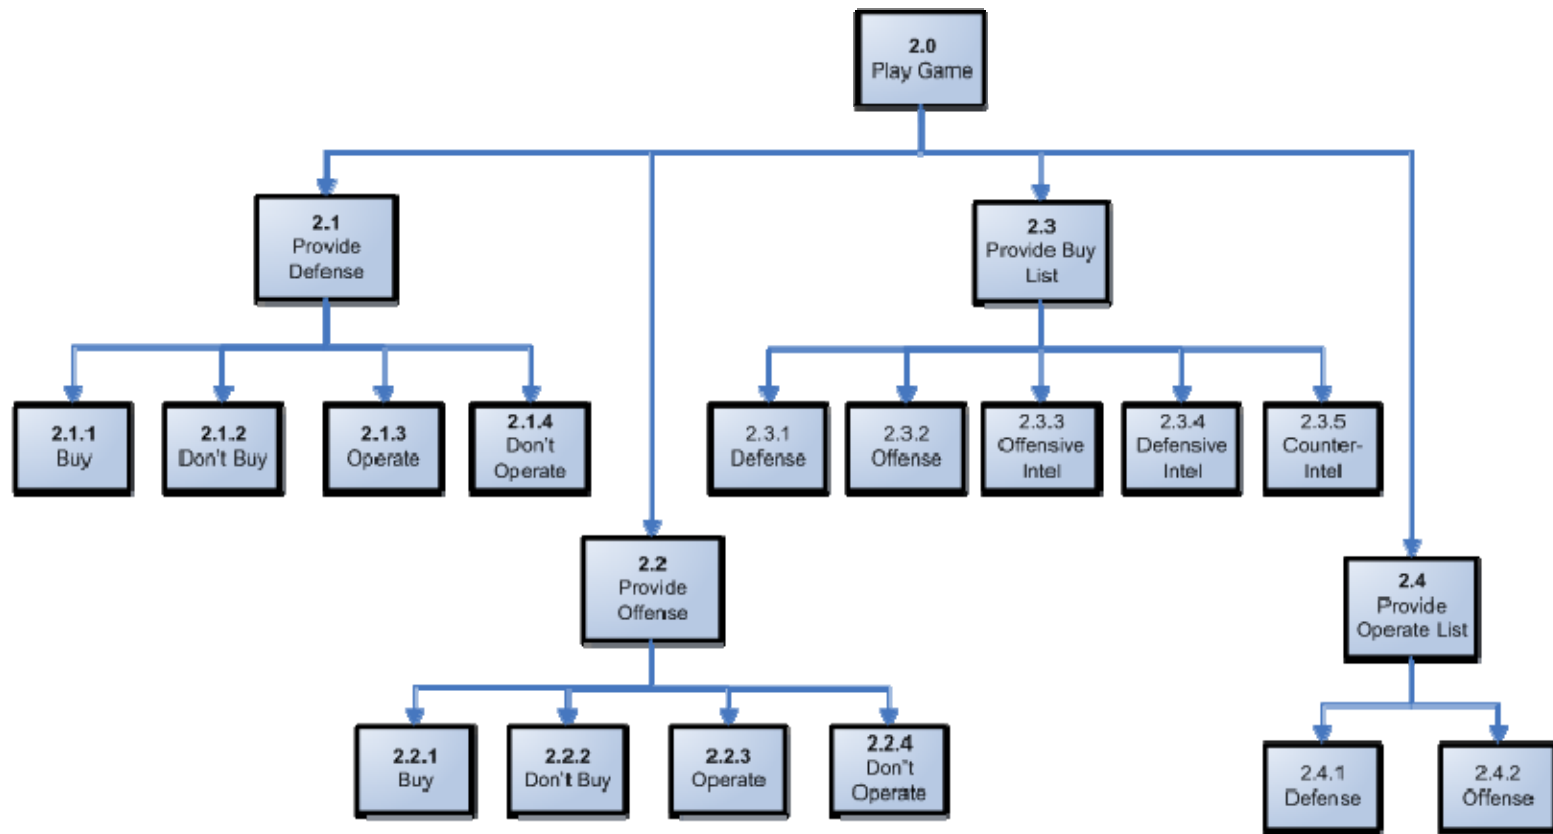 2.0
Play Game
2.1
Provide
Defense
2.3
Provide Buy
List
2.1.1
Buy
2.1.2
Don't Buy
2.1.3
Operate
2.1.4
Don't
Operate
2.3.1
Defense
2.3.2
Offense
2.3.3
Offensive
Intel
2.3.4
Defensive
Intel
2.3.5
Counter-
Intel
2.2
Provide
Offense
2.4
Provide
Operate List
2.2.1
Buy
2.2.2
Don't Buy
2.2.3
Operate
2.2.4
Don"t
Operate
2.4.1
Defense
2.4.2
Offense